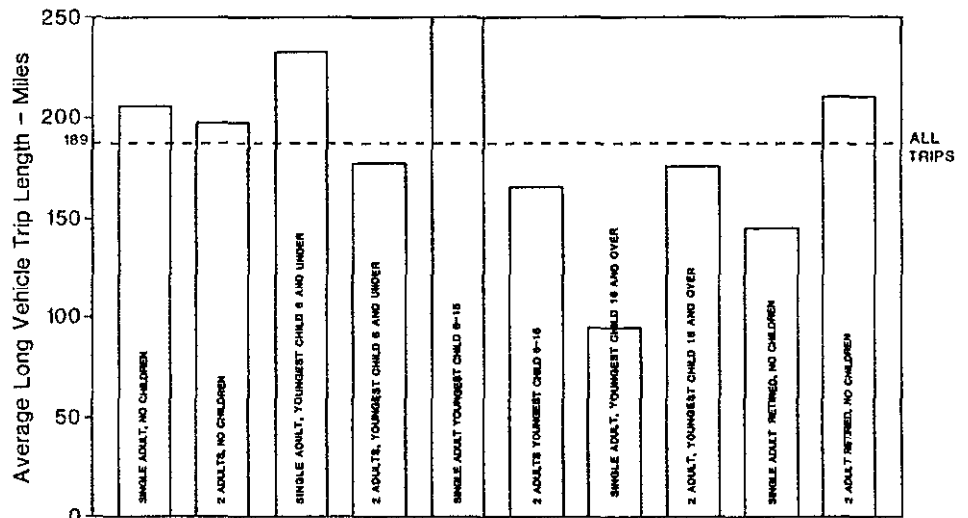 Average Long Vehicle Trip Length - Miles
250
200
189
150
100
50
0
ALL
TRIPS
SINGLE ADULT, NO CHILDREN
2 ADULTS, NO CHILDREN
SINGLE ADULT, YOUNGEST CHILD 6 AND UNDER
2 ADULTS, YOUNGEST CHILD 6 AND UNDER
SINGLE ADULT YOUNGEST CHILD 6-15
2 ADULTS YOUNGEST CHILD 6-15
SINGLE ADULT, YOUNGEST CHILD 16 AND OVER
2 ADULT, YOUNGEST CHILD 16 AND OVER
SINGLE ADULT RETIRED, NO CHILDREN
2 ADULT RETIRED, NO CHILDREN